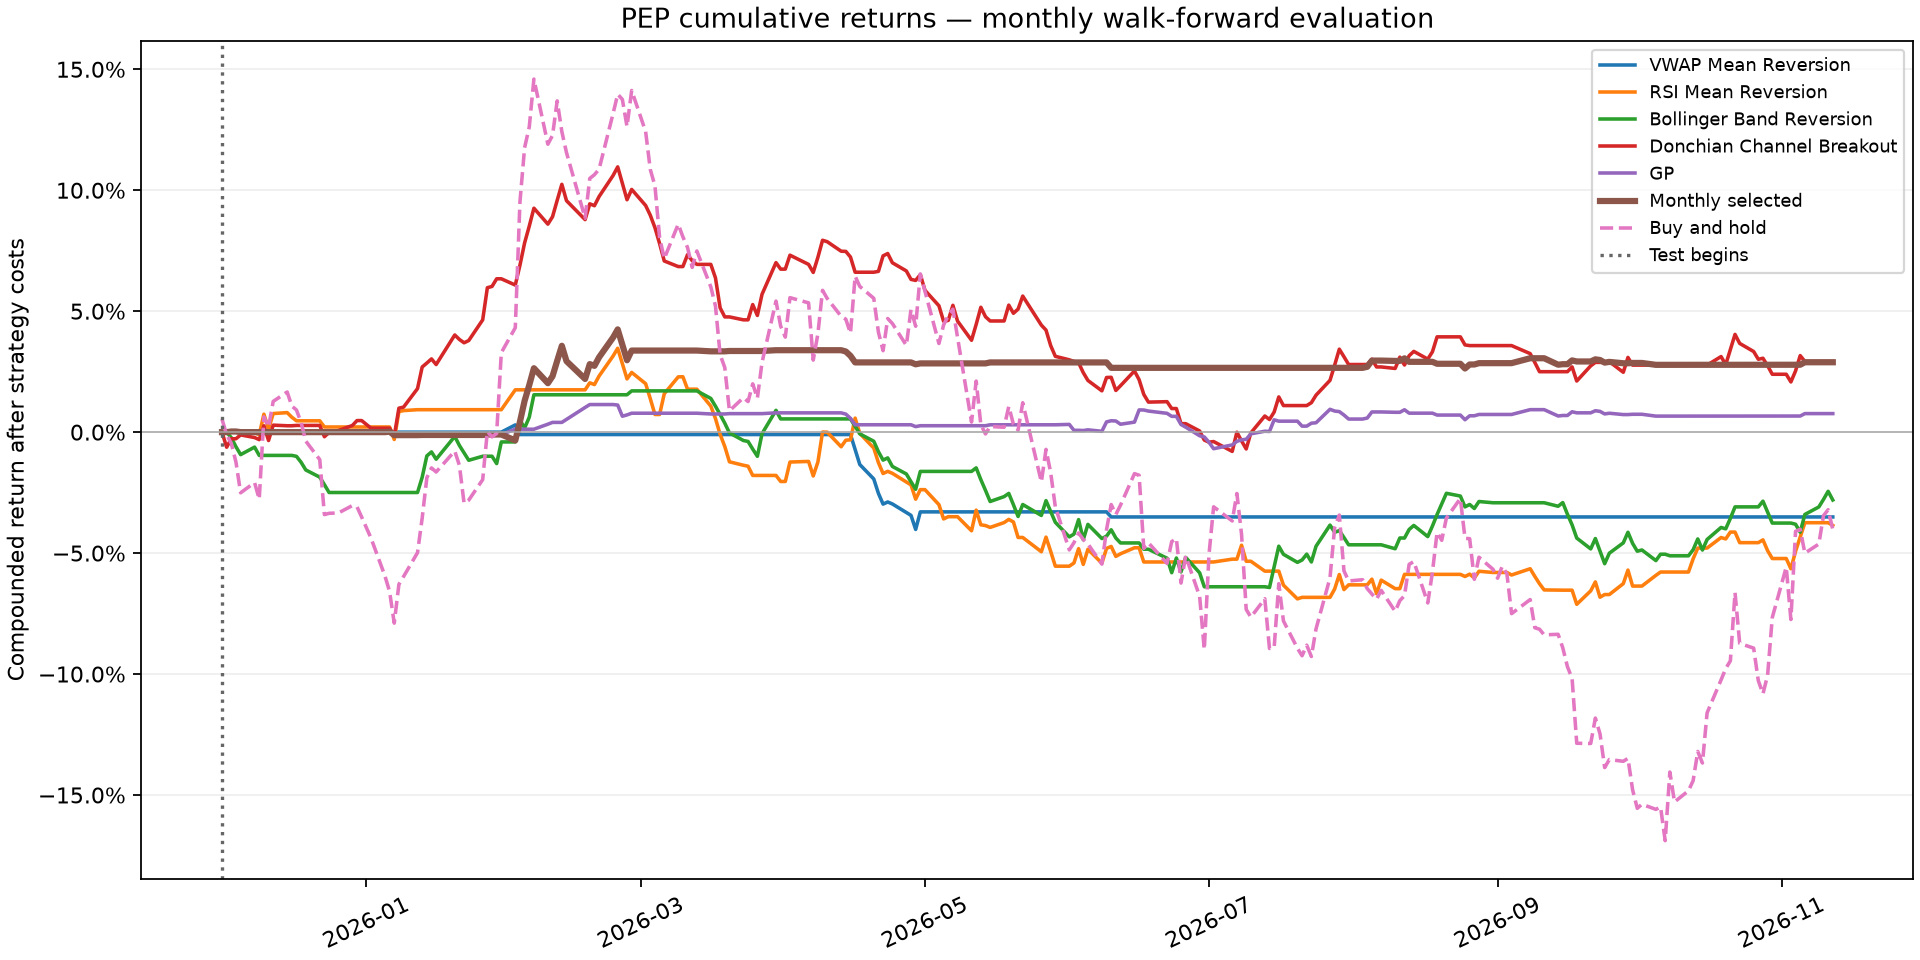 PEP cumulative returns — monthly walk-forward evaluation
Compounded return after strategy costs
15.0%
10.0%
5.0%
0.0%
−5.0%
−10.0%
−15.0%
VWAP Mean Reversion
RSI Mean Reversion
Bollinger Band Reversion
Donchian Channel Breakout
GP
Monthly selected
Buy and hold
Test begins
2026-01
2026-03
2026-05
2026-07
2026-09
2026-11